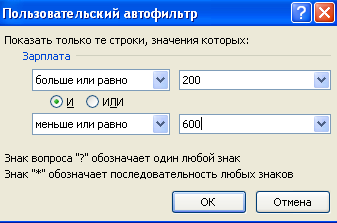 Пользовательский автофильтр
Показать только те строки, значения которых:
Зарплата
больше или равно 200
И ИЛИ
меньше или равно 600
Знак вопроса "?" обозначает один любой знак
Знак "*" обозначает последовательность любых знаков
ОК Отмена